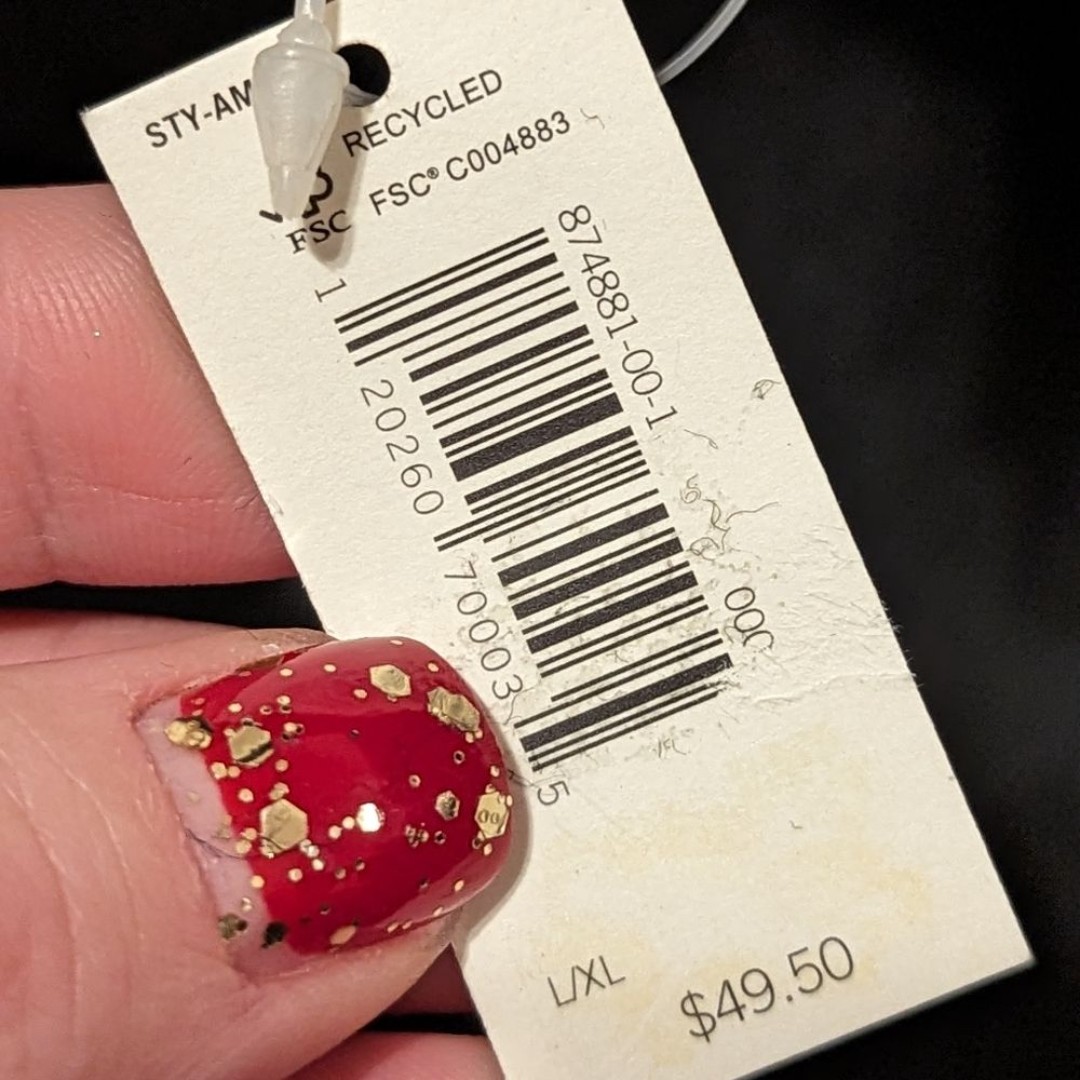 STY-AM
RECYCLED
FSC® C004883
FSC
874881-00-1
1 20260 70003 5
000
L/XL
$49.50